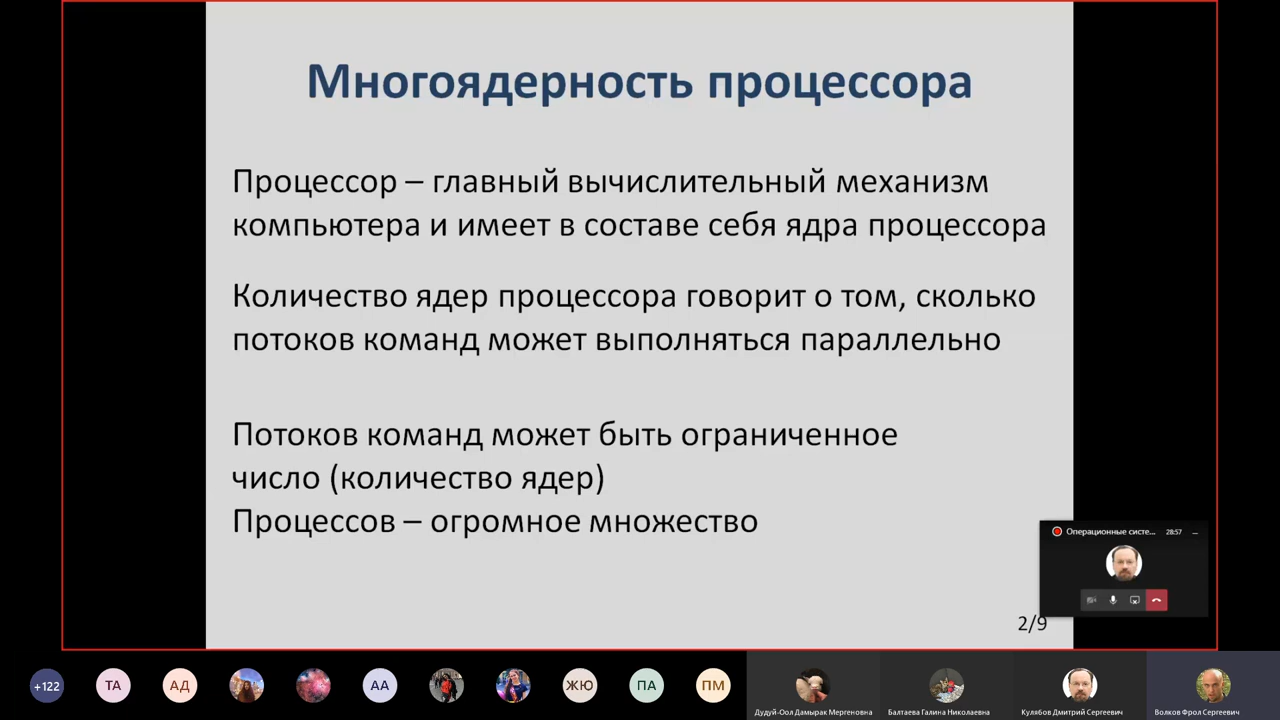 Многоядерность процессора
Процессор – главный вычислительный механизм
компьютера и имеет в составе себя ядра процессора
Количество ядер процессора говорит о том, сколько
потоков команд может выполняться параллельно
Потоков команд может быть ограниченное
число (количество ядер)
Процессов – огромное множество
Операционные систе... 28:57
2/9
+122 ТА АД АА ЖЮ ПА ПМ
Дудуй-Оол Дамырак Мергеновна Балтаева Галина Николаевна Кулябов Дмитрий Сергеевич Волков Фрол Сергеевич